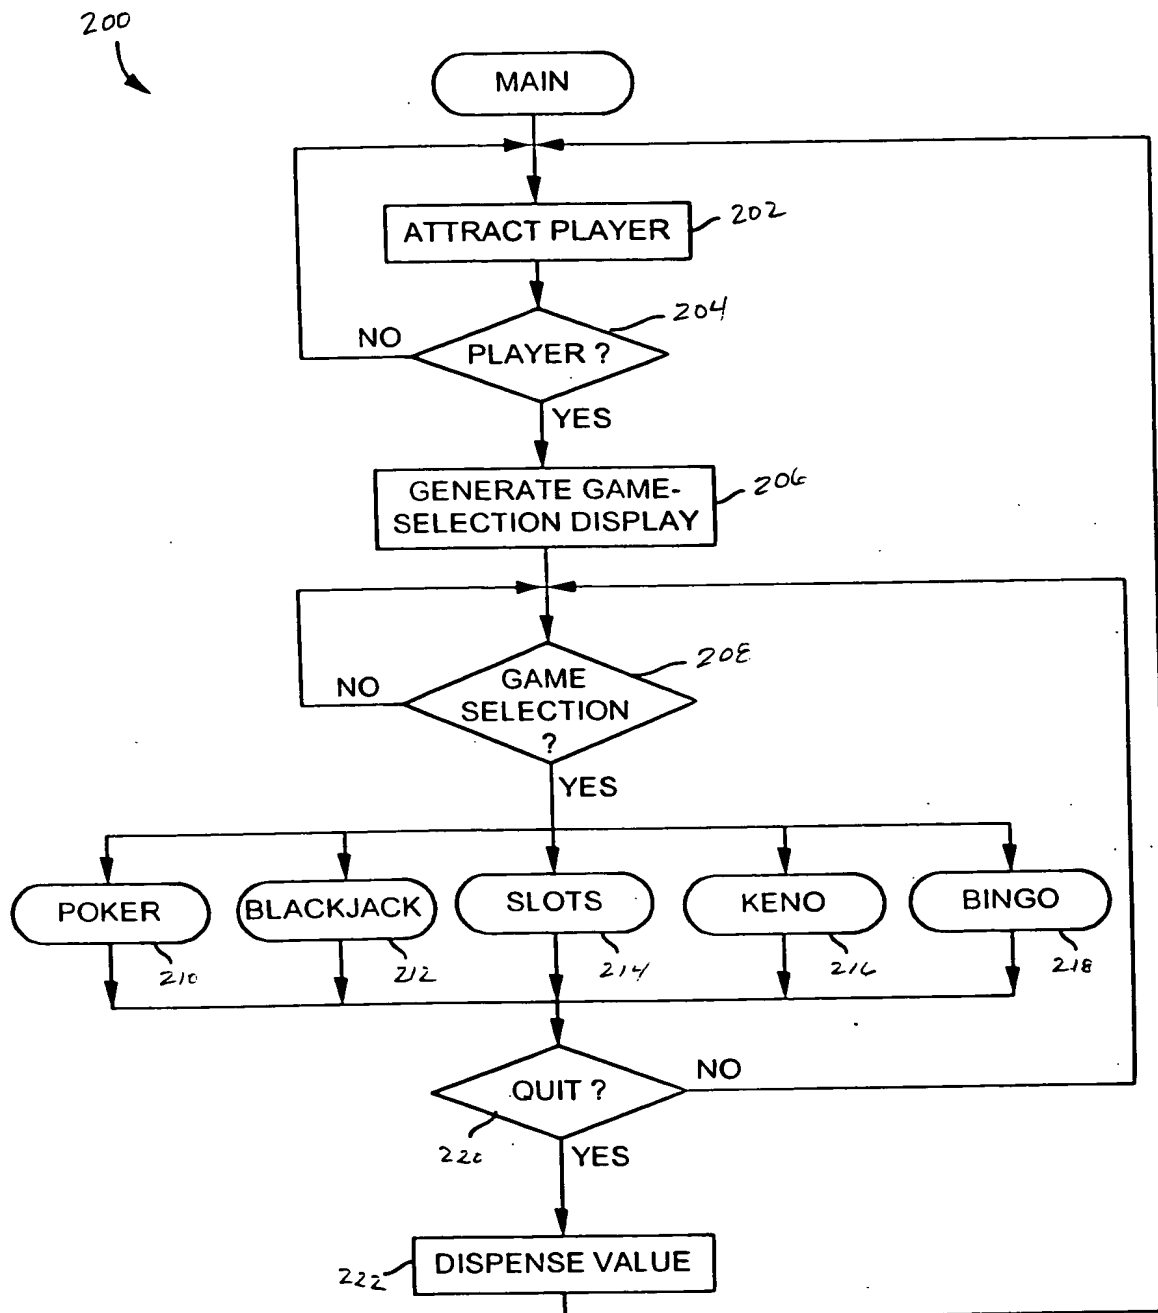 200
MAIN
ATTRACT PLAYER
202
204
NO
PLAYER ?
YES
GENERATE GAME-
SELECTION DISPLAY
206
208
NO
GAME
SELECTION
?
YES
POKER
BLACKJACK
SLOTS
KENO
BINGO
210
212
214
216
218
QUIT ?
NO
220
YES
DISPENSE VALUE
222